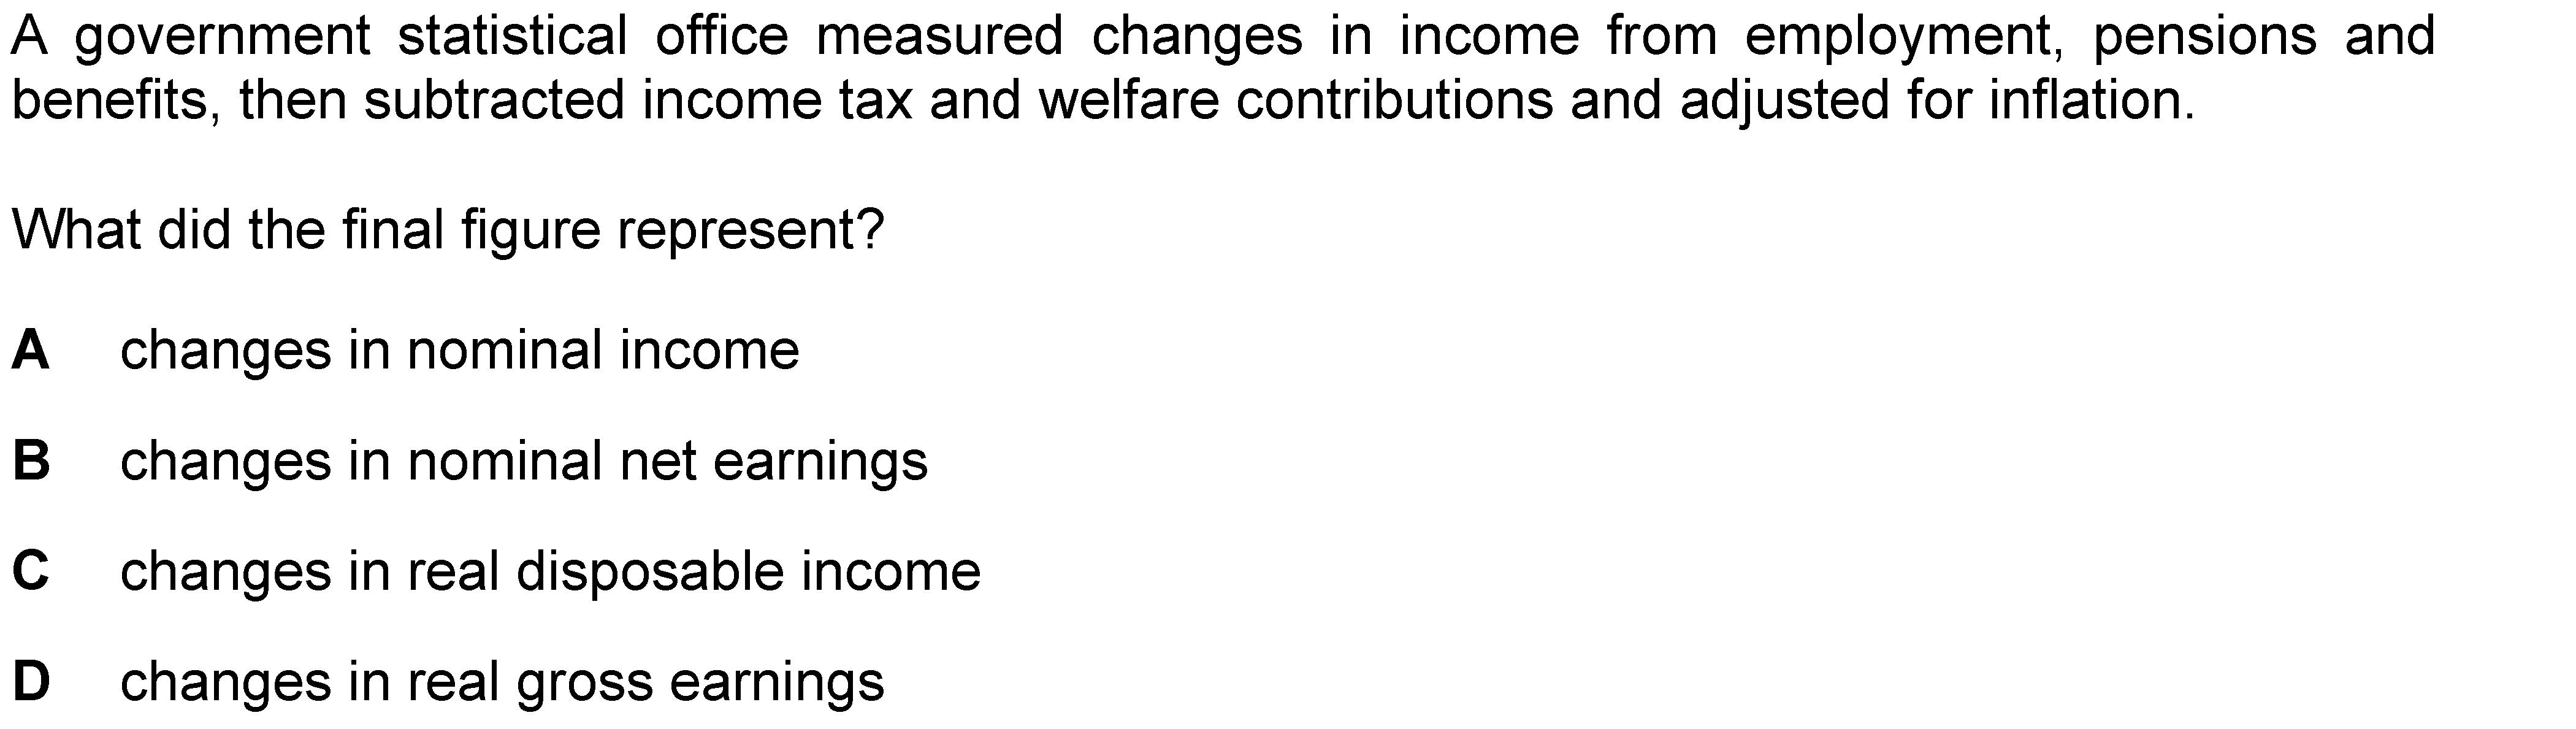 A government statistical office measured changes in income from employment, pensions and
benefits, then subtracted income tax and welfare contributions and adjusted for inflation.
What did the final figure represent?
A changes in nominal income
B changes in nominal net earnings
C changes in real disposable income
D changes in real gross earnings